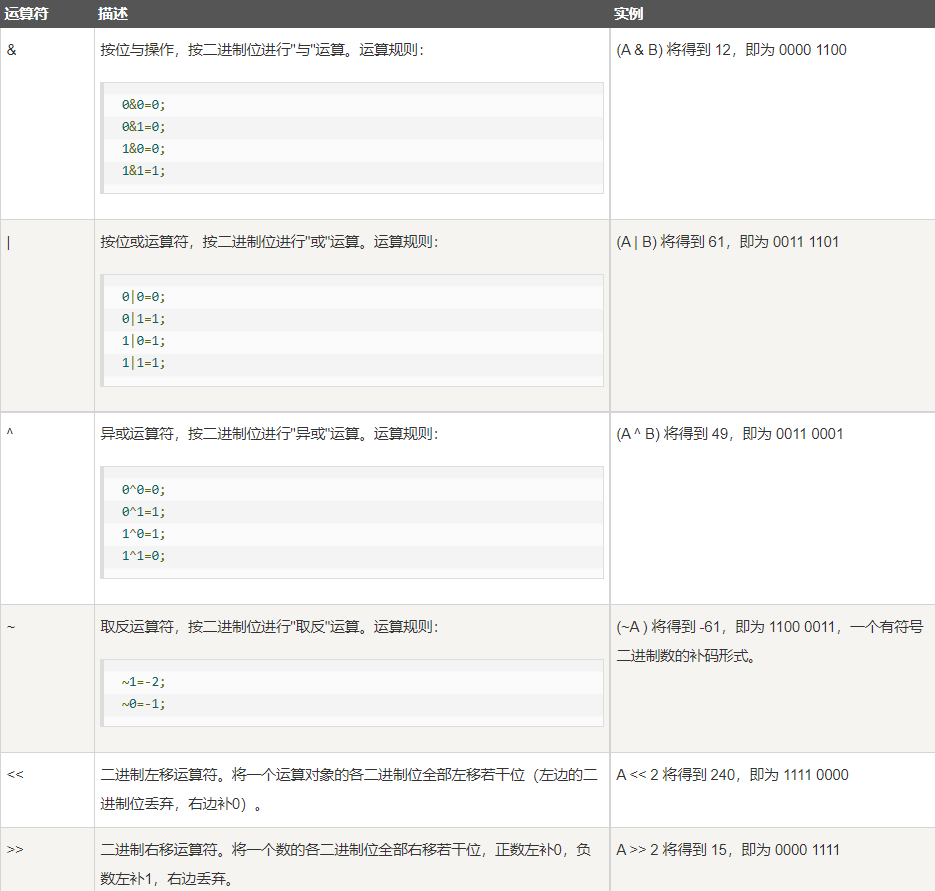 运算符 描述 实例
& 按位与操作，按二进制位进行"与"运算。运算规则： (A & B) 将得到 12，即为 0000 1100
0&0=0;
0&1=0;
1&0=0;
1&1=1;
| 按位或运算符，按二进制位进行"或"运算。运算规则： (A | B) 将得到 61，即为 0011 1101
0|0=0;
0|1=1;
1|0=1;
1|1=1;
^ 异或运算符，按二进制位进行"异或"运算。运算规则： (A ^ B) 将得到 49，即为 0011 0001
0^0=0;
0^1=1;
1^0=1;
1^1=0;
~ 取反运算符，按二进制位进行"取反"运算。运算规则： (~A ) 将得到 -61，即为 1100 0011，一个有符号
二进制数的补码形式。
~1=-2;
~0=-1;
<< 二进制左移运算符。将一个运算对象的各二进制位全部左移若干位（左边的二 A << 2 将得到 240，即为 1111 0000
进制位丢弃，右边补0）。
>> 二进制右移运算符。将一个数的各二进制位全部右移若干位，正数左补0，负 A >> 2 将得到 15，即为 0000 1111
数左补1，右边丢弃。